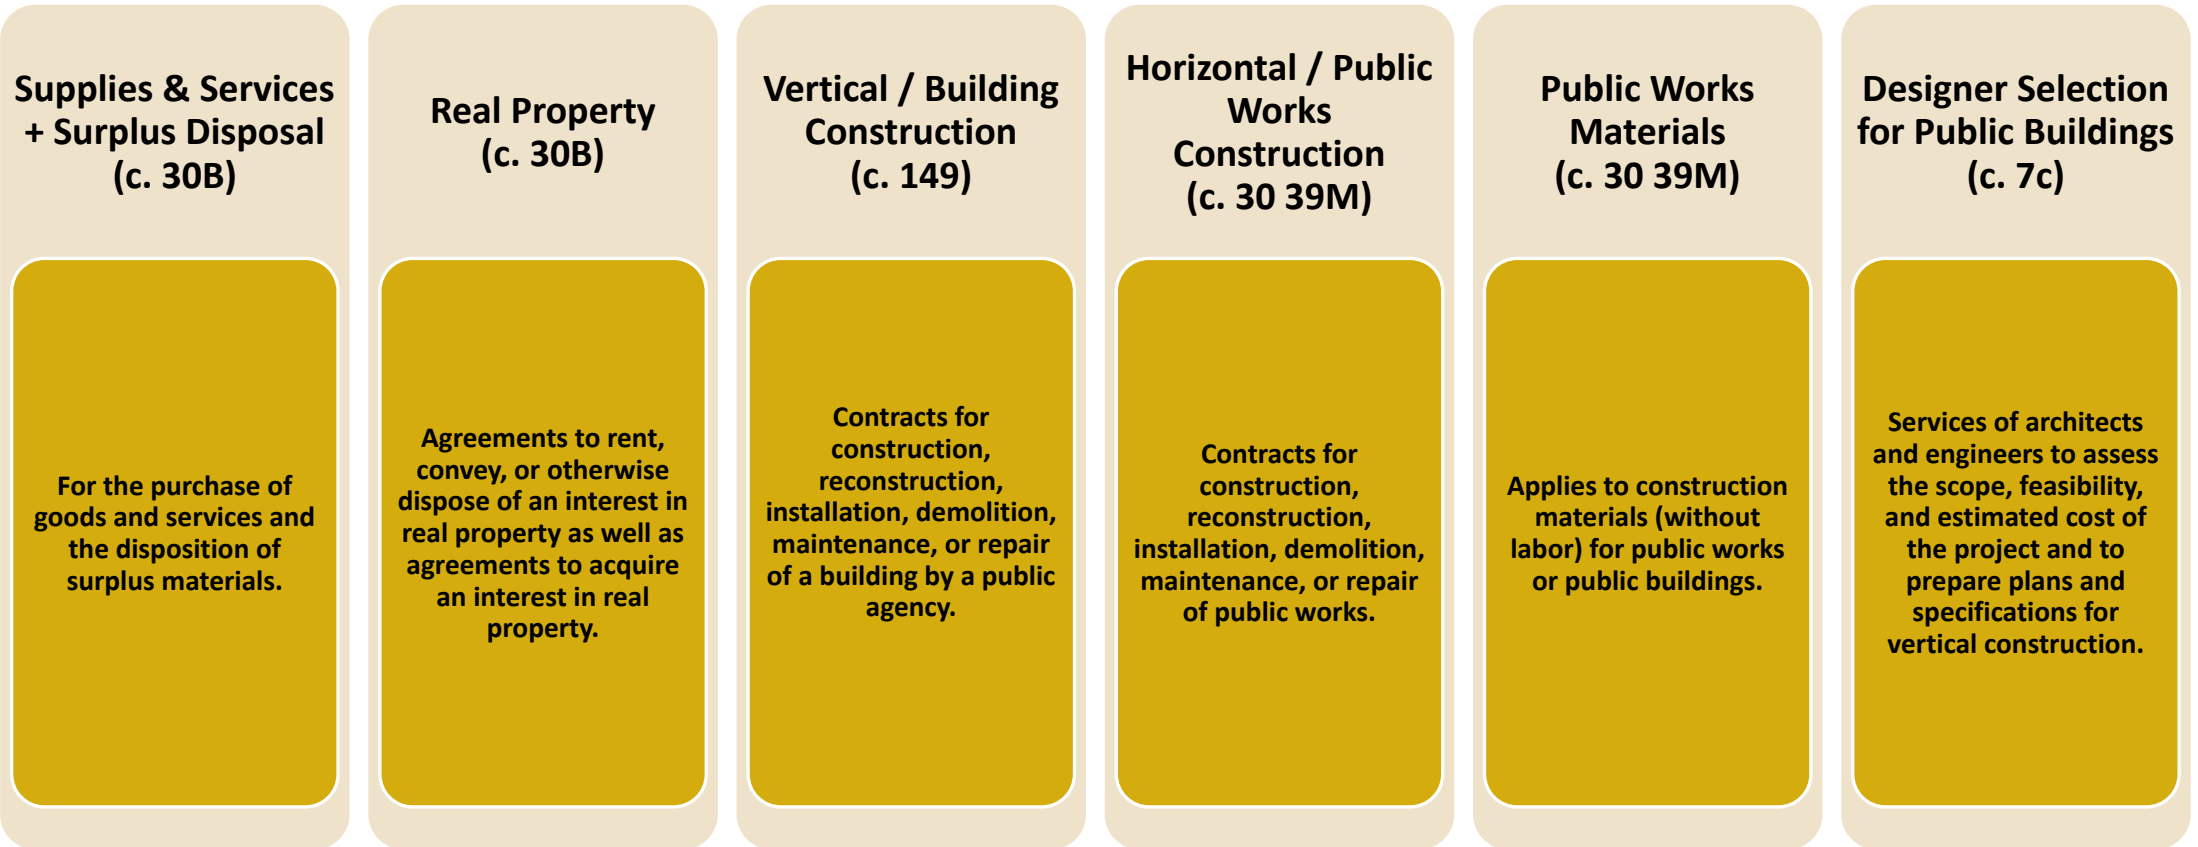 Supplies & Services
+ Surplus Disposal
(c. 30B)
For the purchase of
goods and services and
the disposition of
surplus materials.
Real Property
(c. 30B)
Agreements to rent,
convey, or otherwise
dispose of an interest in
real property as well as
agreements to acquire
an interest in real
property.
Vertical / Building
Construction
(c. 149)
Contracts for
construction,
reconstruction,
installation, demolition,
maintenance, or repair
of a building by a public
agency.
Horizontal / Public
Works
Construction
(c. 30 39M)
Contracts for
construction,
reconstruction,
installation, demolition,
maintenance, or repair
of public works.
Public Works
Materials
(c. 30 39M)
Applies to construction
materials (without
labor) for public works
or public buildings.
Designer Selection
for Public Buildings
(c. 7c)
Services of architects
and engineers to assess
the scope, feasibility,
and estimated cost of
the project and to
prepare plans and
specifications for
vertical construction.